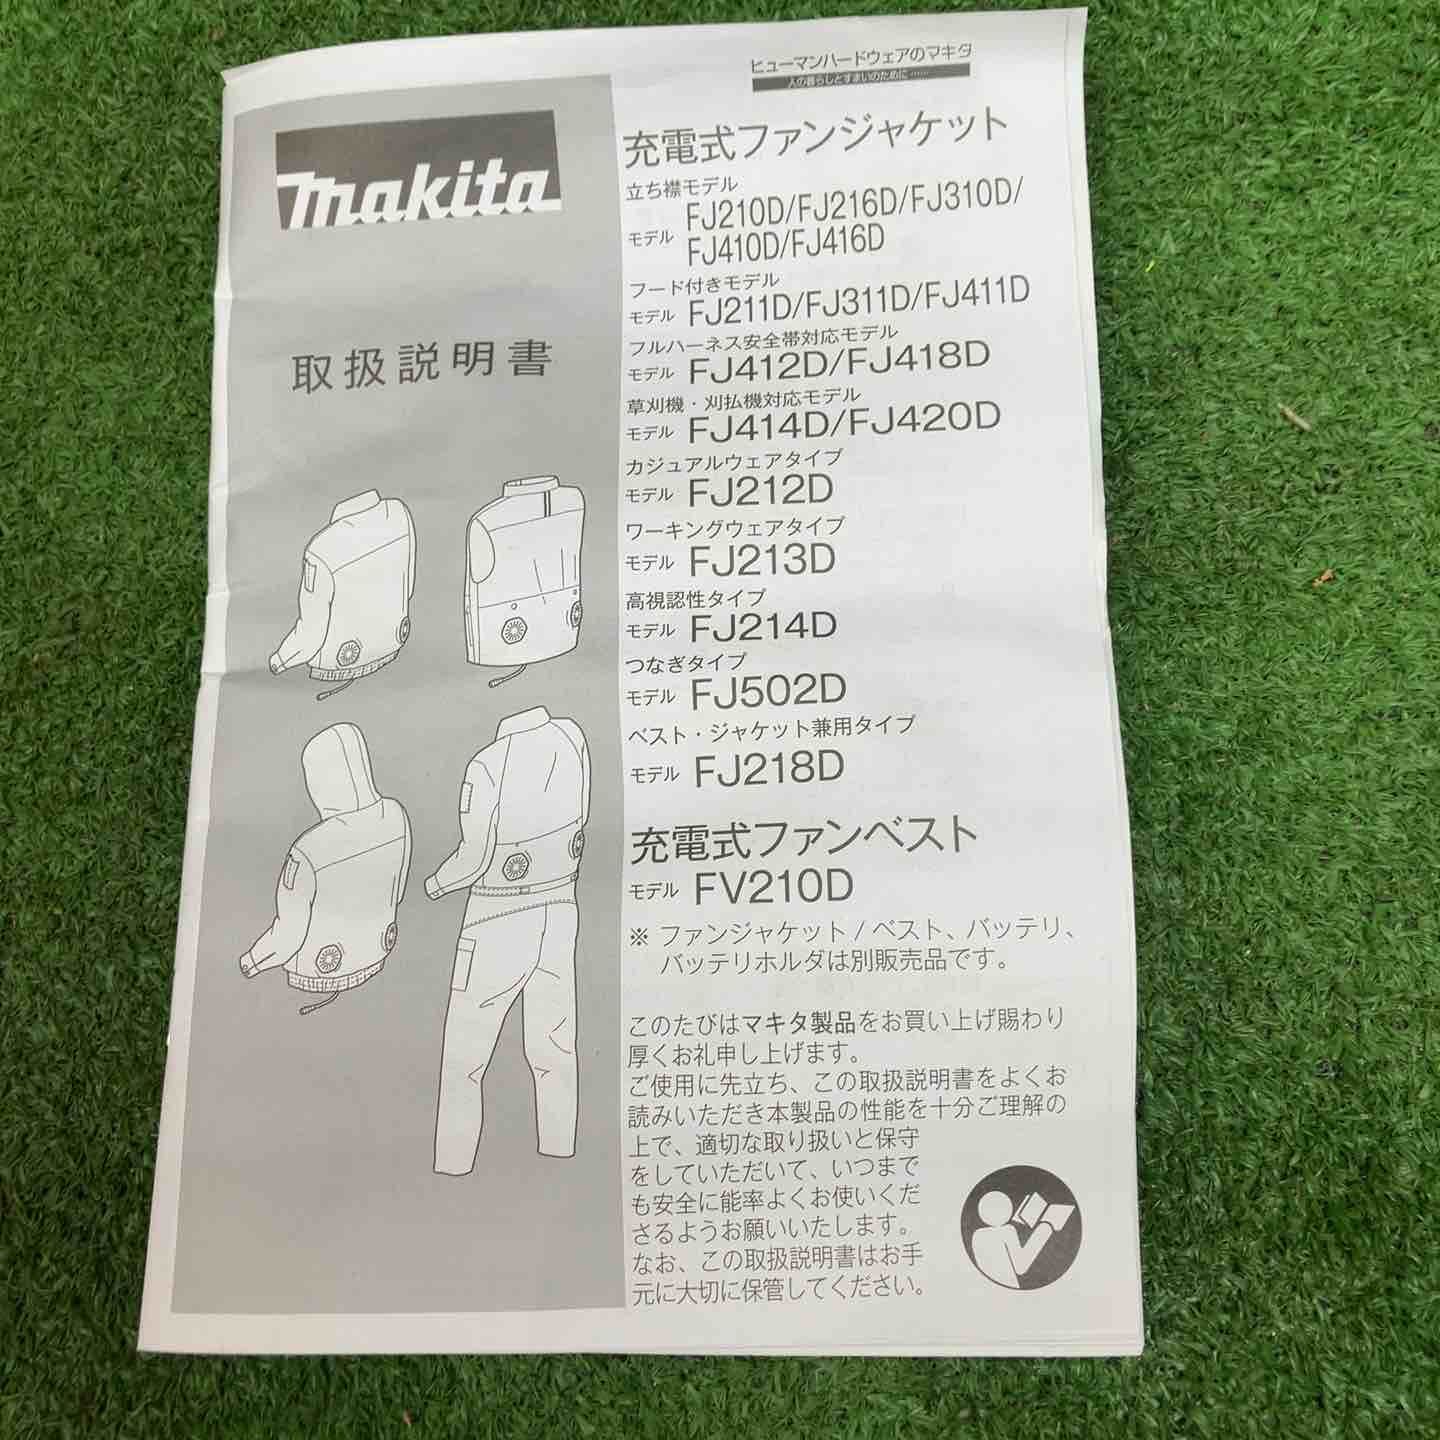 ヒューマンハードウェアのマキタ
人の暮らしとすまいのために……
makita
取扱説明書
充電式ファンジャケット
立ち襟モデル
モデル FJ210D/FJ216D/FJ310D/
FJ410D/FJ416D
フード付きモデル
モデル FJ211D/FJ311D/FJ411D
フルハーネス安全帯対応モデル
モデル FJ412D/FJ418D
草刈機・刈払機対応モデル
モデル FJ414D/FJ420D
カジュアルウェアタイプ
モデル FJ212D
ワーキングウェアタイプ
モデル FJ213D
高視認性タイプ
モデル FJ214D
つなぎタイプ
モデル FJ502D
ベスト・ジャケット兼用タイプ
モデル FJ218D
充電式ファンベスト
モデル FV210D
※ ファンジャケット/ベスト、バッテリ、
バッテリホルダは別販売品です。
このたびはマキタ製品をお買い上げ賜わり
厚くお礼申し上げます。
ご使用に先立ち、この取扱説明書をよくお
読みいただき本製品の性能を十分ご理解の
上で、適切な取り扱いと保守
をしていただいて、いつまで
も安全に能率よくお使いくだ
さるようお願いいたします。
なお、この取扱説明書はお手
元に大切に保管してください。